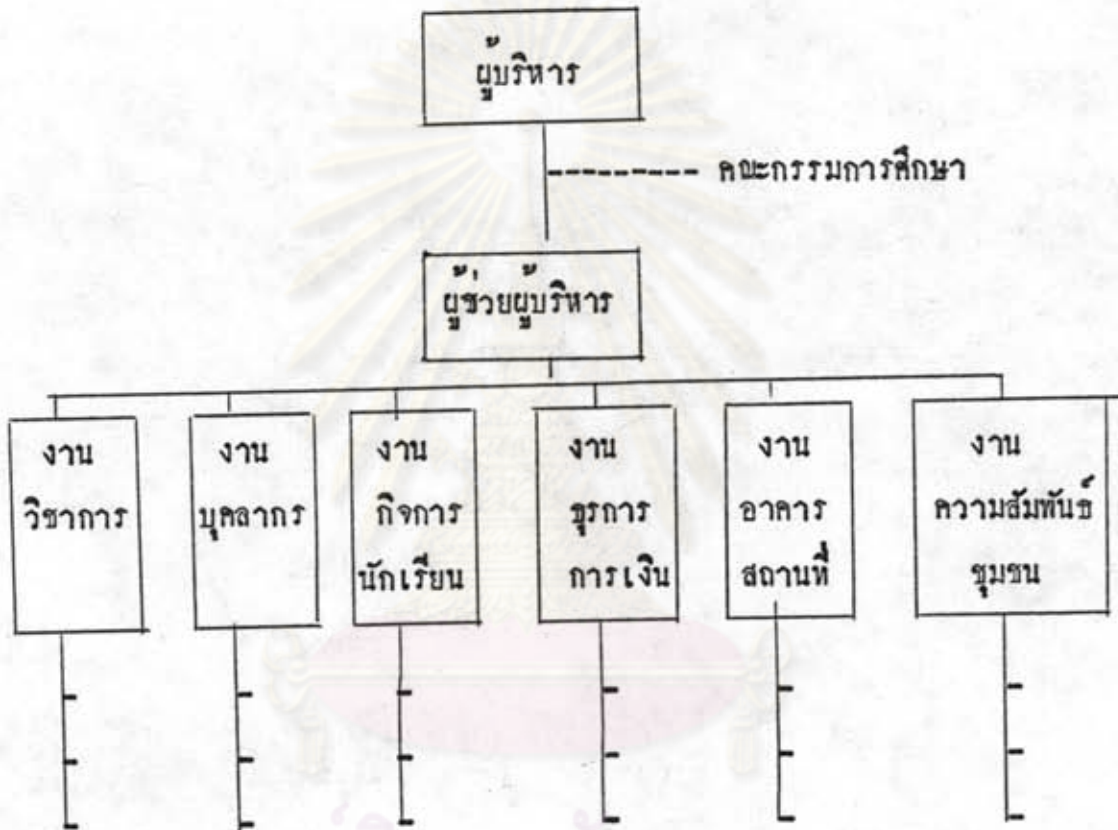 ผู้บริหาร
คณะกรรมการศึกษา
ผู้ช่วยผู้บริหาร
งาน
วิชาการ
งาน
บุคลากร
งาน
กิจการ
นักเรียน
งาน
ธุรการ
การเงิน
งาน
อาคาร
สถานที่
งาน
ความสัมพันธ์
ชุมชน